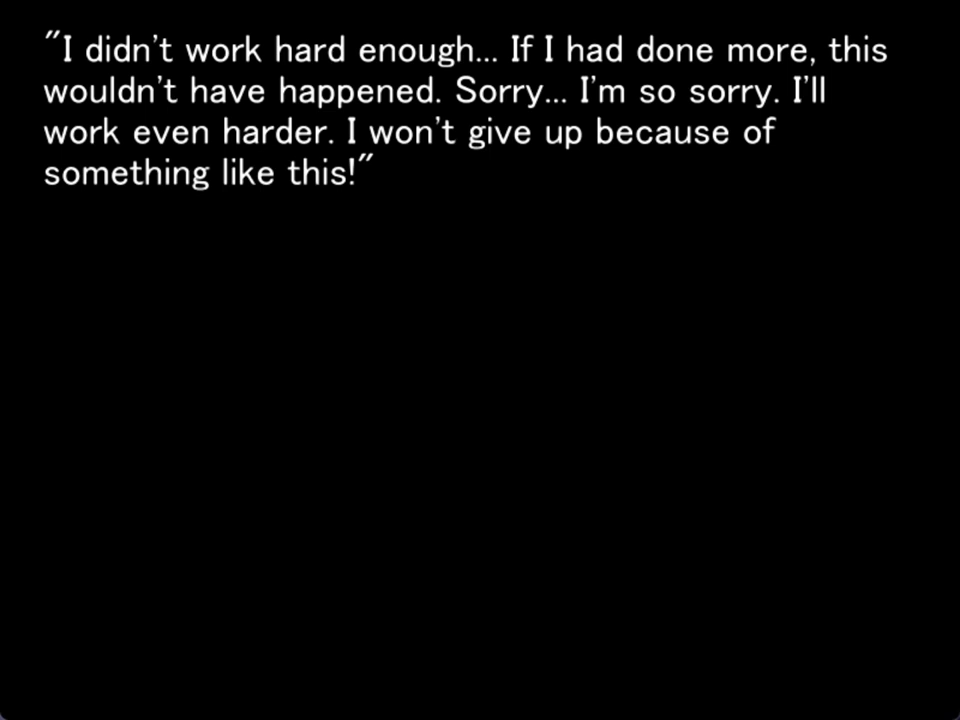 "I didn't work hard enough... If I had done more, this
wouldn't have happened. Sorry... I'm so sorry. I'll
work even harder. I won't give up because of
something like this!"